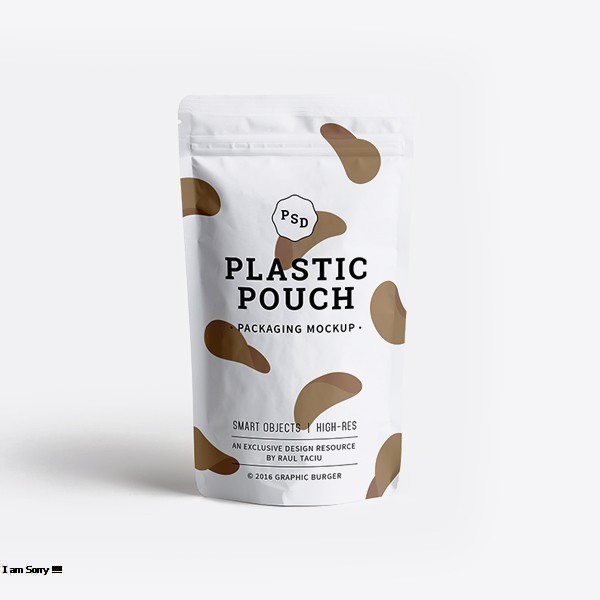 PSD
PLASTIC
POUCH
• PACKAGING MOCKUP •
SMART OBJECTS | HIGH-RES
AN EXCLUSIVE DESIGN RESOURCE
BY RAUL TACIU
© 2016 GRAPHIC BURGER
I am Sorry !!!!